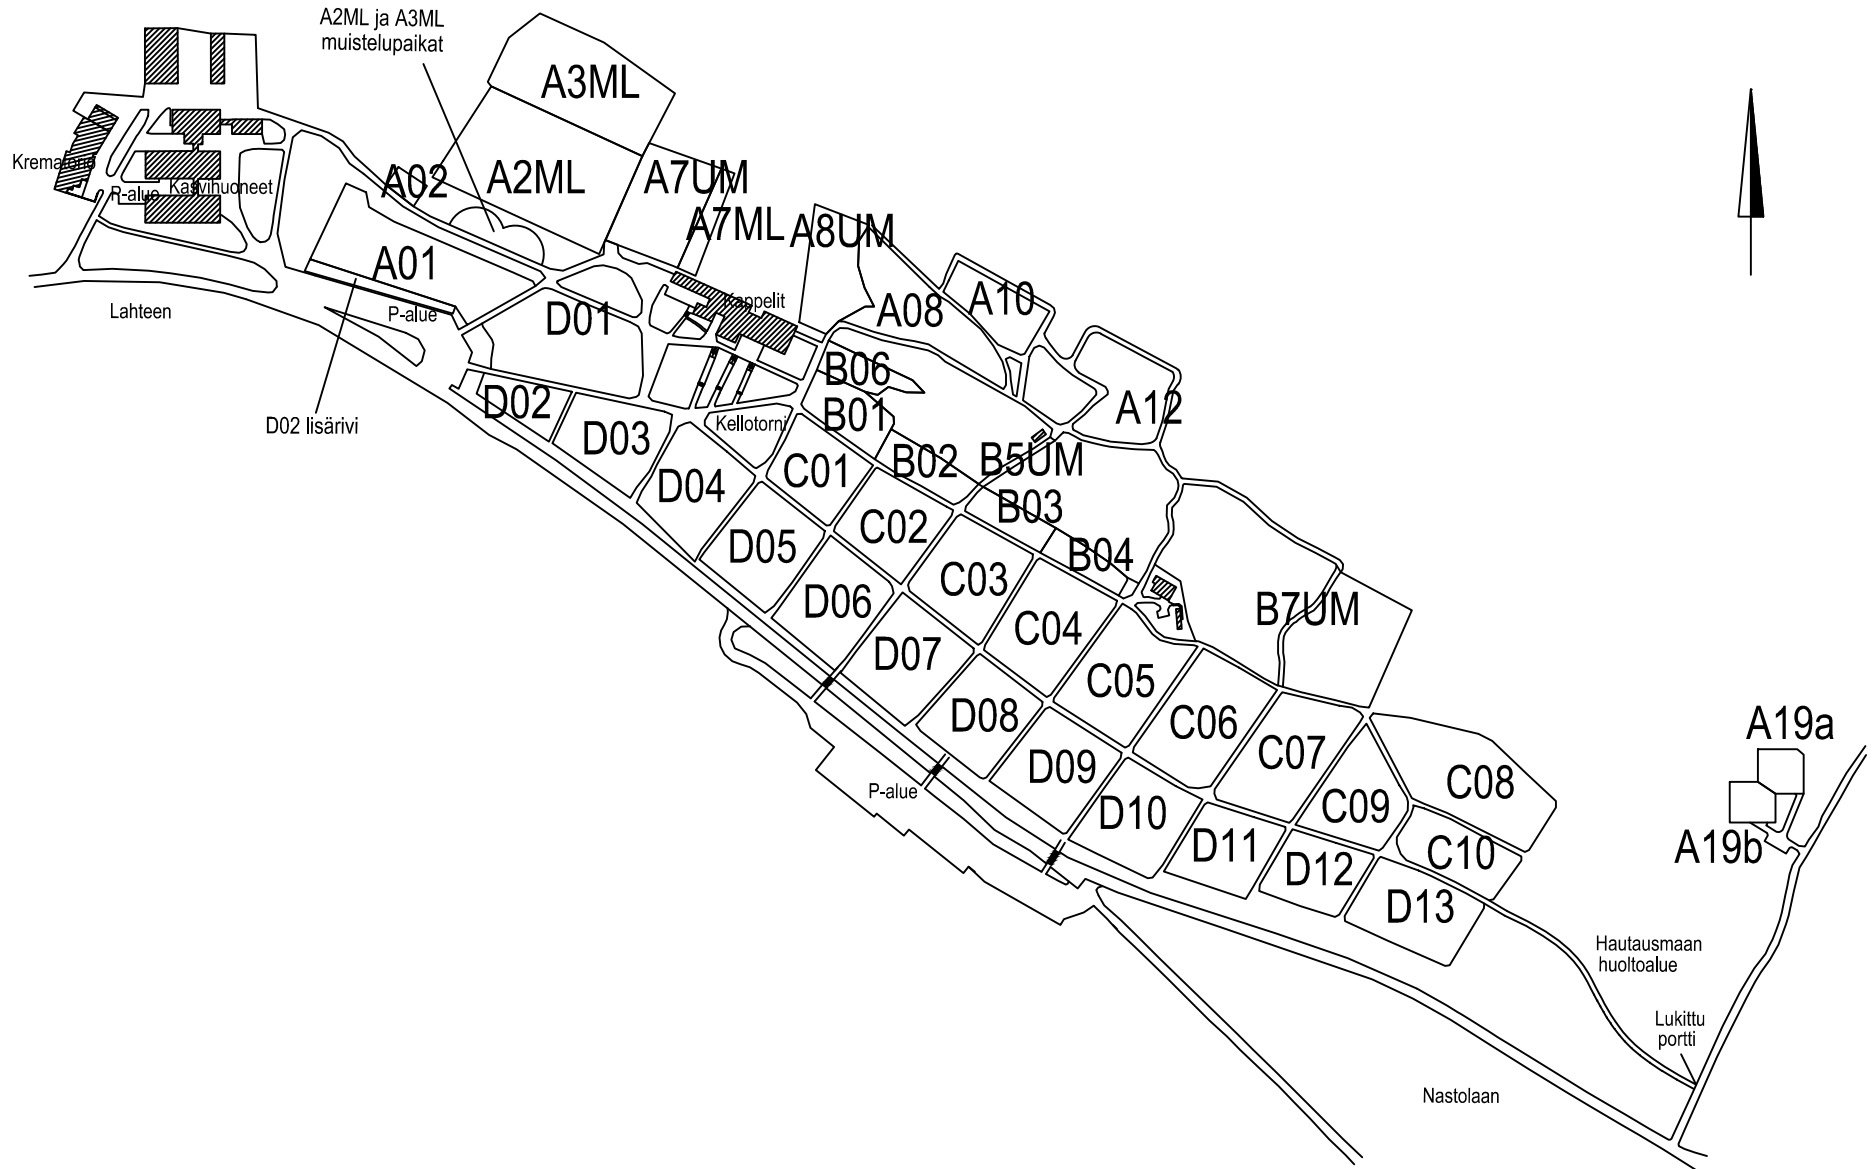 A2ML ja A3ML
muistelupaikat
A3ML
Krematorio
P-alue
Kasvihuoneet
A02
A2ML
A7UM
A7ML
A8UM
A01
Lahteen
P-alue
D01
Kappelit
A08
A10
D02 lisärivi
D02
D03
Kellotorni
B06
B01
A12
D04
C01
B02
B5UM
B03
D05
C02
B04
D06
C03
B7UM
D07
C04
D08
C05
C06
D09
C07
C08
A19a
P-alue
D10
C09
D11
C10
A19b
D12
D13
Hautausmaan
huoltoalue
Lukittu
portti
Nastolaan